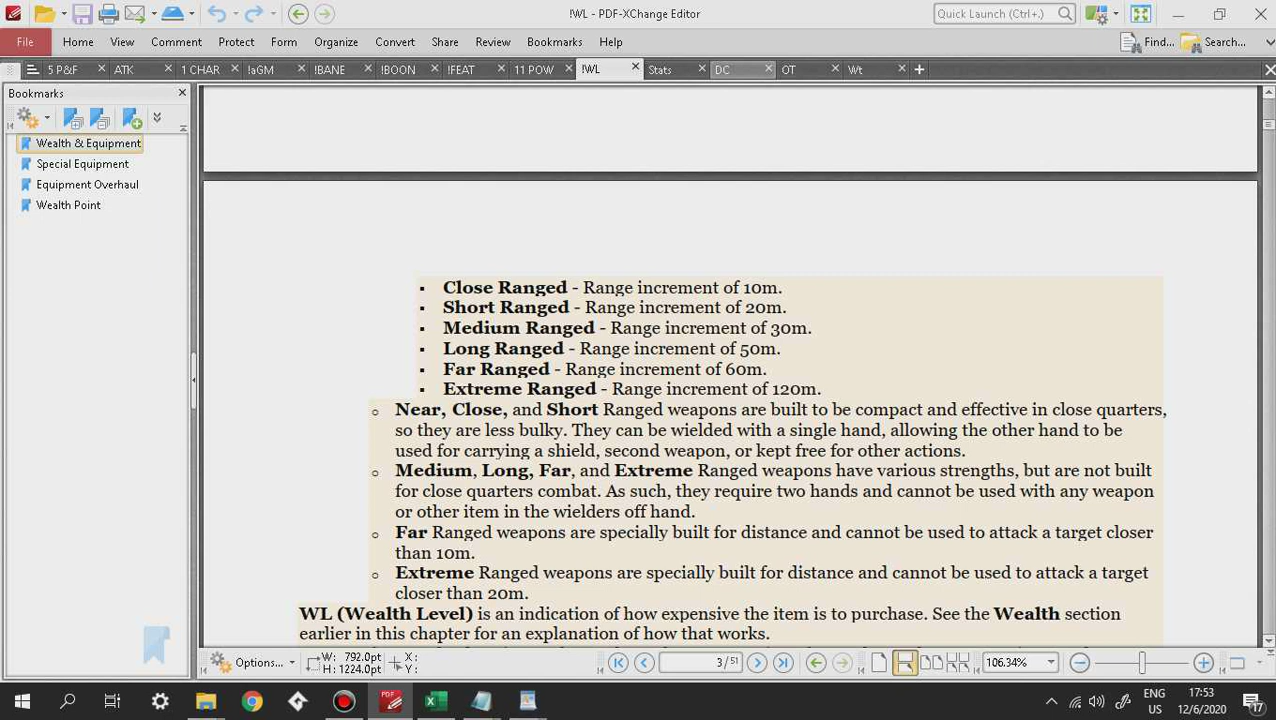 !WL - PDF-XChange Editor
Quick Launch (Ctrl+.)
File Home View Comment Protect Form Organize Convert Share Review Bookmarks Help
Find... Search...
5 P&F ATK 1 CHAR !aGM !BANE !BOON !FEAT 11 POW !WL Stats DC OT Wt
Bookmarks
Wealth & Equipment
Special Equipment
Equipment Overhaul
Wealth Point
▪ Close Ranged - Range increment of 10m.
▪ Short Ranged - Range increment of 20m.
▪ Medium Ranged - Range increment of 30m.
▪ Long Ranged - Range increment of 50m.
▪ Far Ranged - Range increment of 60m.
▪ Extreme Ranged - Range increment of 120m.
o Near, Close, and Short Ranged weapons are built to be compact and effective in close quarters,
so they are less bulky. They can be wielded with a single hand, allowing the other hand to be
used for carrying a shield, second weapon, or kept free for other actions.
o Medium, Long, Far, and Extreme Ranged weapons have various strengths, but are not built
for close quarters combat. As such, they require two hands and cannot be used with any weapon
or other item in the wielders off hand.
o Far Ranged weapons are specially built for distance and cannot be used to attack a target closer
than 10m.
o Extreme Ranged weapons are specially built for distance and cannot be used to attack a target
closer than 20m.
WL (Wealth Level) is an indication of how expensive the item is to purchase. See the Wealth section
earlier in this chapter for an explanation of how that works.
Options...
W: 792.0pt X:
H: 1224.0pt Y:
3 / 51
106.34%
PDF
ENG
US
17:53
12/6/2020
17